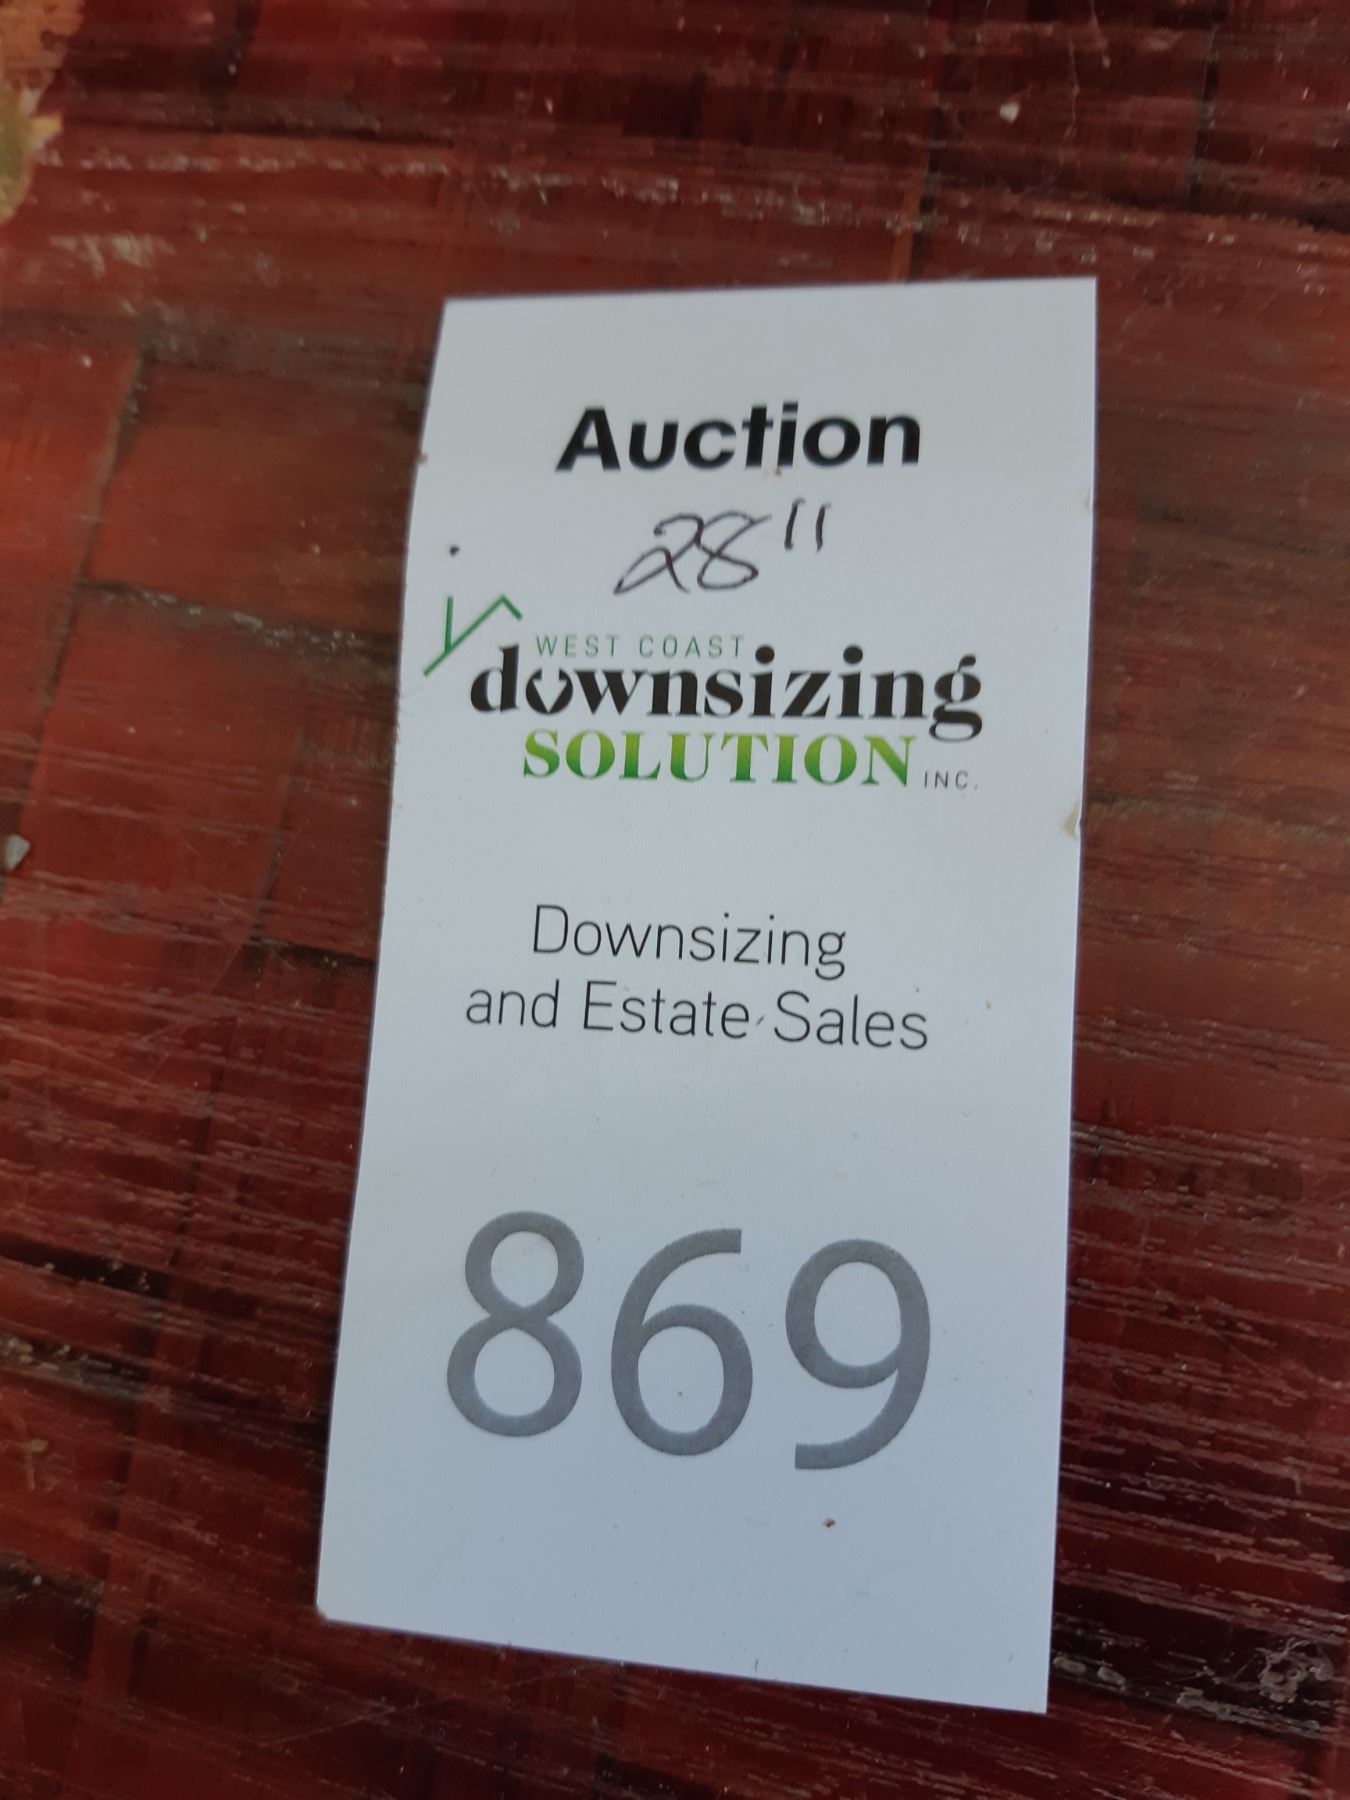 Auction
28"
WEST COAST
downsizing
SOLUTION INC.
Downsizing
and Estate Sales
869